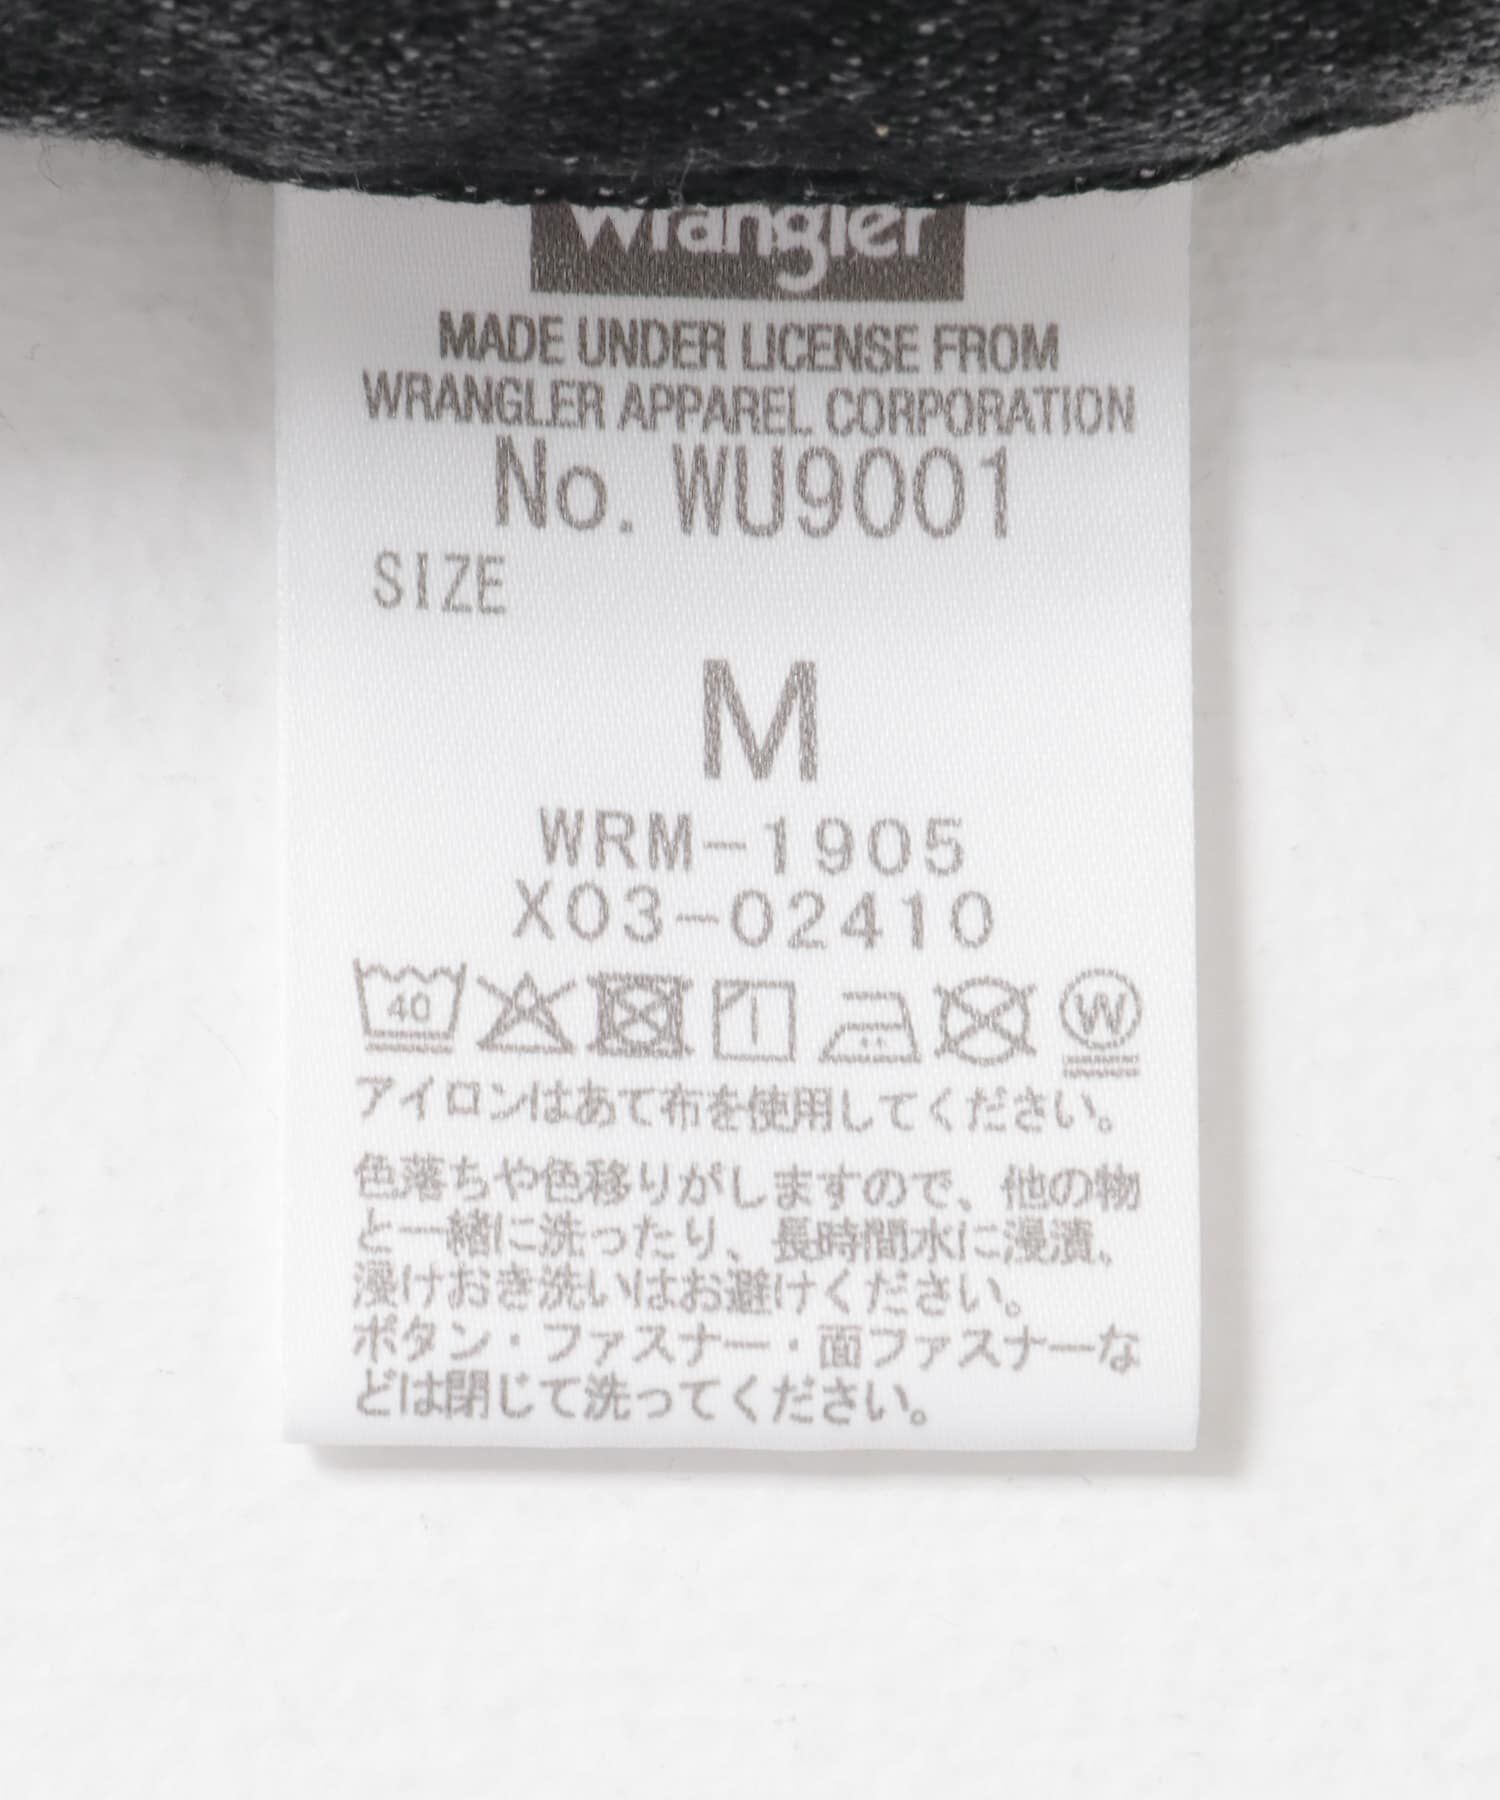 Wrangler
MADE UNDER LICENSE FROM
WRANGLER APPAREL CORPORATION
No. WU9001
SIZE
M
WRM-1905
X03-02410
40 W
アイロンはあて布を使用してください。
色落ちや色移りがしますので、他の物
と一緒に洗ったり、長時間水に浸漬、
浸けおき洗いはお避けください。
ボタン・ファスナー・面ファスナーな
どは閉じて洗ってください。